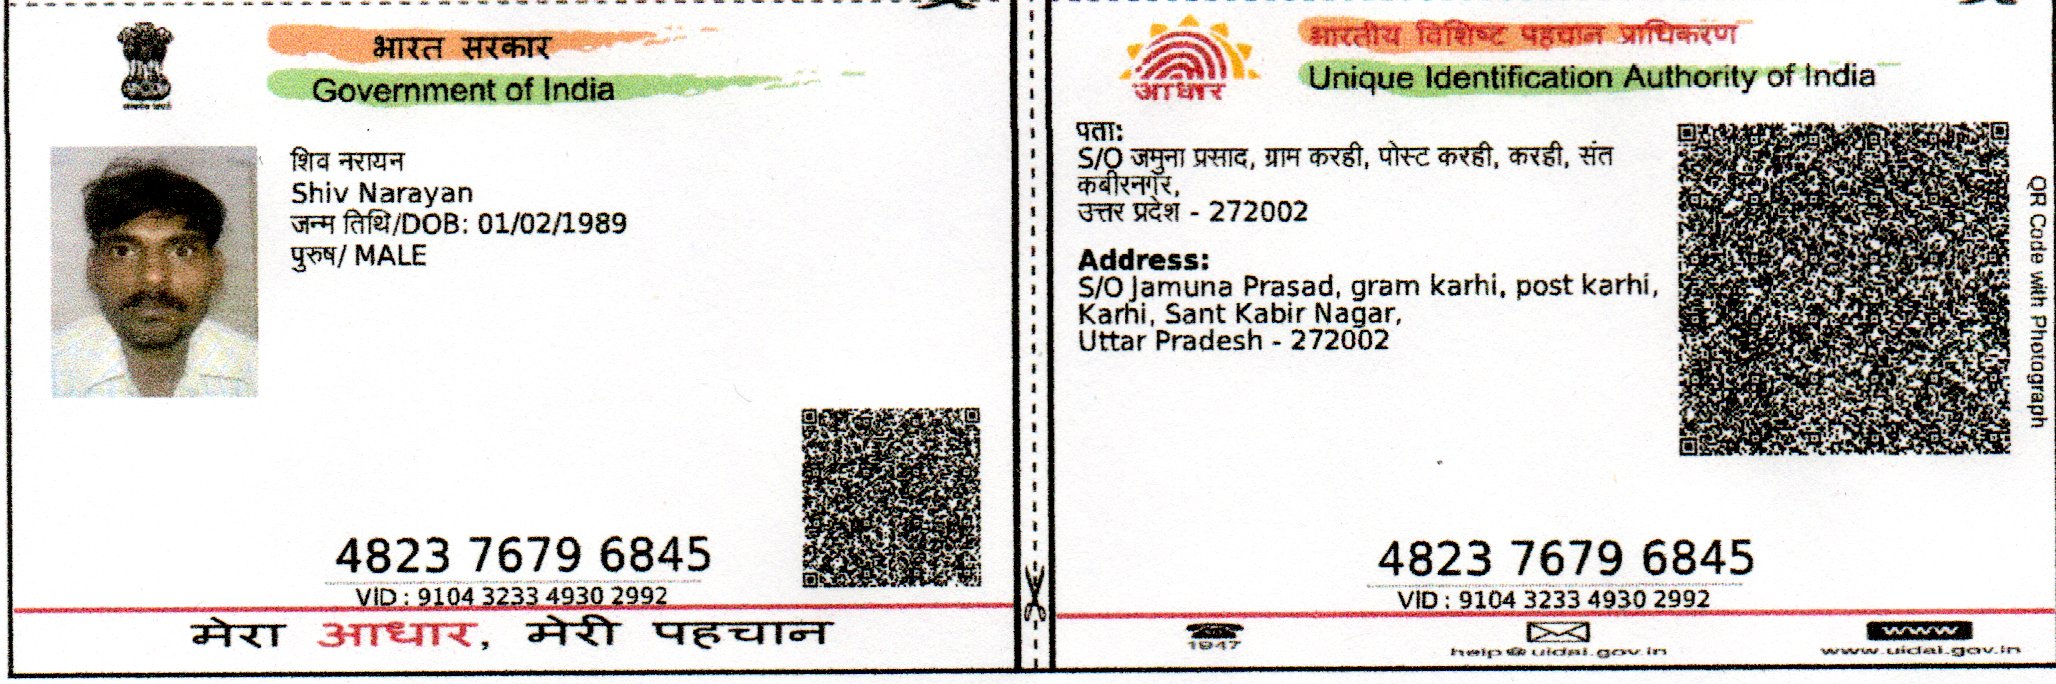 भारत सरकार
Government of India
शिव नरायन
Shiv Narayan
जन्म तिथि/DOB: 01/02/1989
पुरुष/ MALE
4823 7679 6845
VID : 9104 3233 4930 2992
मेरा आधार, मेरी पहचान
आधार
भारतीय विशिष्ट पहचान प्राधिकरण
Unique Identification Authority of India
पता:
S/O जमुना प्रसाद, ग्राम करही, पोस्ट करही, करही, संत
कबीरनगर,
उत्तर प्रदेश - 272002
Address:
S/O Jamuna Prasad, gram karhi, post karhi,
Karhi, Sant Kabir Nagar,
Uttar Pradesh - 272002
QR Code with Photograph
4823 7679 6845
VID : 9104 3233 4930 2992
1947
help@uidai.gov.in
www
www.uidai.gov.in